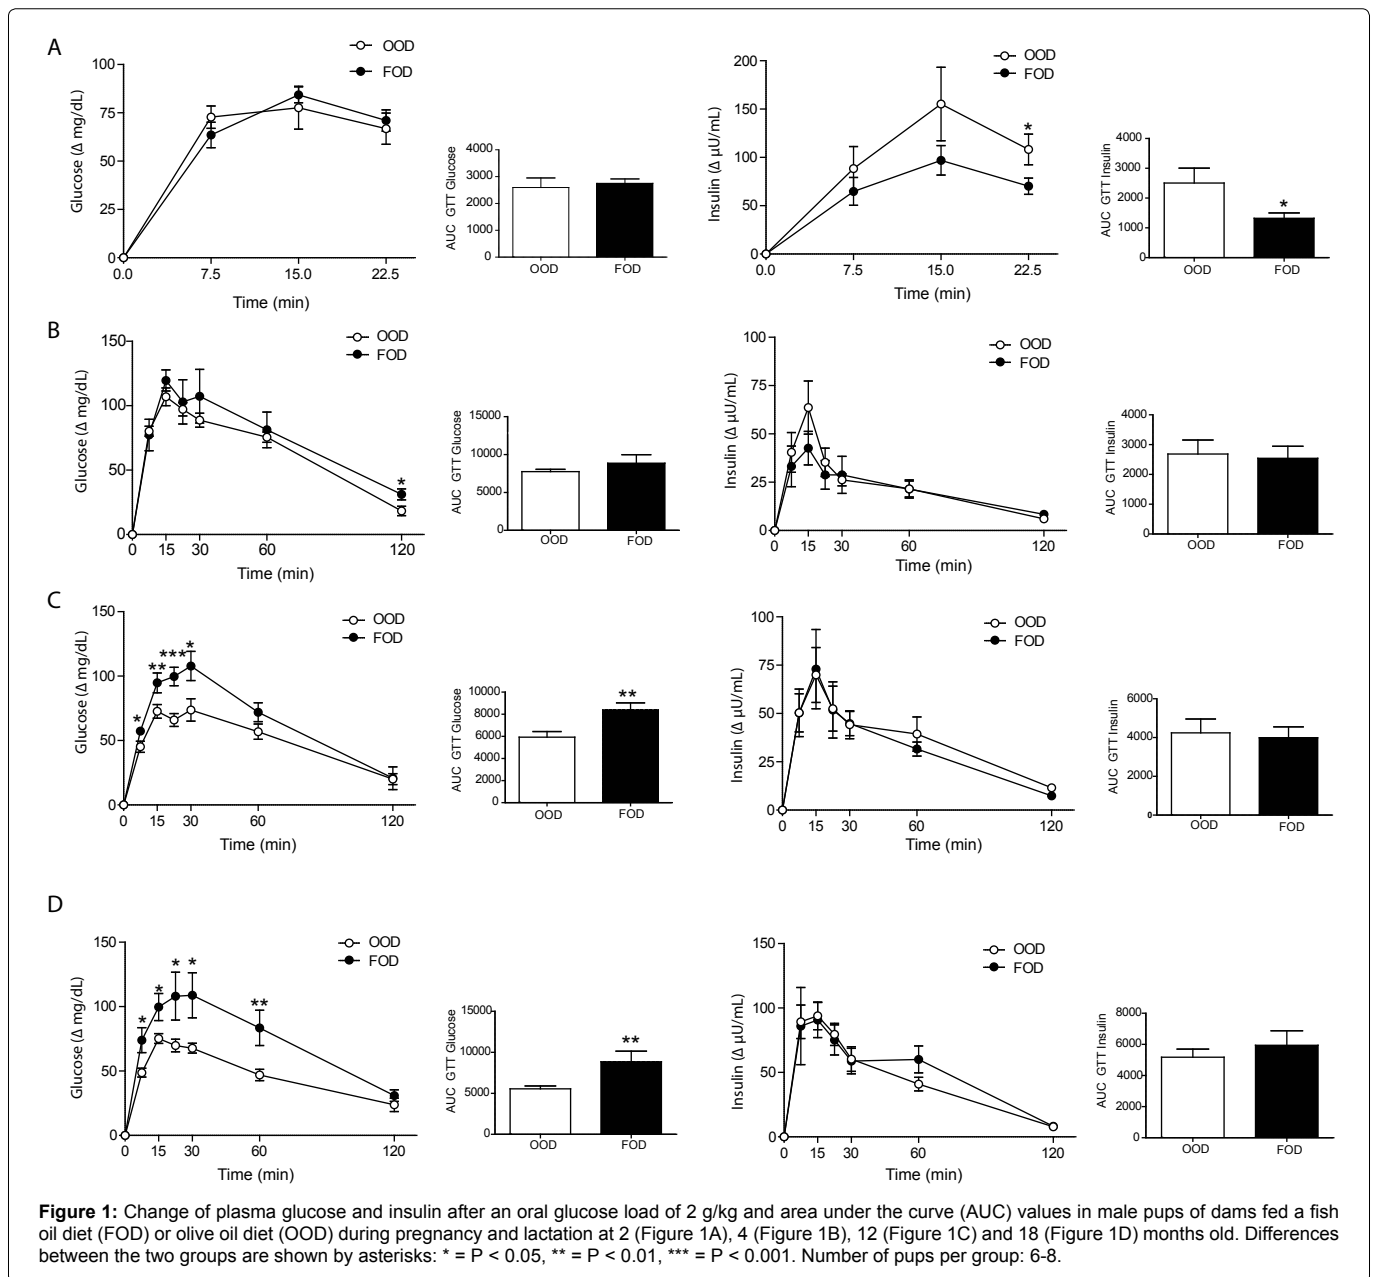 A
OOD
FOD
Glucose (Δ mg/dL)
100
75
50
25
0
0.0 7.5 15.0 22.5
Time (min)
AUC GTT Glucose
4000
3000
2000
1000
0
OOD FOD
OOD
FOD
Insulin (Δ µU/mL)
200
150
100
50
0
*
0.0 7.5 15.0 22.5
Time (min)
AUC GTT Insulin
4000
3000
2000
1000
0
*
OOD FOD
B
OOD
FOD
Glucose (Δ mg/dL)
150
100
50
0
*
0 15 30 60 120
Time (min)
AUC GTT Glucose
15000
10000
5000
0
OOD FOD
OOD
FOD
Insulin (Δ µU/mL)
100
75
50
25
0
0 15 30 60 120
Time (min)
AUC GTT Insulin
4000
3000
2000
1000
0
OOD FOD
C
OOD
FOD
Glucose (Δ mg/dL)
150
100
50
0
* ** *** *
0 15 30 60 120
Time (min)
AUC GTT Glucose
10000
8000
6000
4000
2000
0
**
OOD FOD
OOD
FOD
Insulin (Δ µU/mL)
100
75
50
25
0
0 15 30 60 120
Time (min)
AUC GTT Insulin
6000
4000
2000
0
OOD FOD
D
OOD
FOD
Glucose (Δ mg/dL)
150
100
50
0
* * * * **
0 15 30 60 120
Time (min)
AUC GTT Glucose
15000
10000
5000
0
**
OOD FOD
OOD
FOD
Insulin (Δ µU/mL)
150
100
50
0
0 15 30 60 120
Time (min)
AUC GTT Insulin
8000
6000
4000
2000
0
OOD FOD
Figure 1: Change of plasma glucose and insulin after an oral glucose load of 2 g/kg and area under the curve (AUC) values in male pups of dams fed a fish
oil diet (FOD) or olive oil diet (OOD) during pregnancy and lactation at 2 (Figure 1A), 4 (Figure 1B), 12 (Figure 1C) and 18 (Figure 1D) months old. Differences
between the two groups are shown by asterisks: * = P < 0.05, ** = P < 0.01, *** = P < 0.001. Number of pups per group: 6-8.